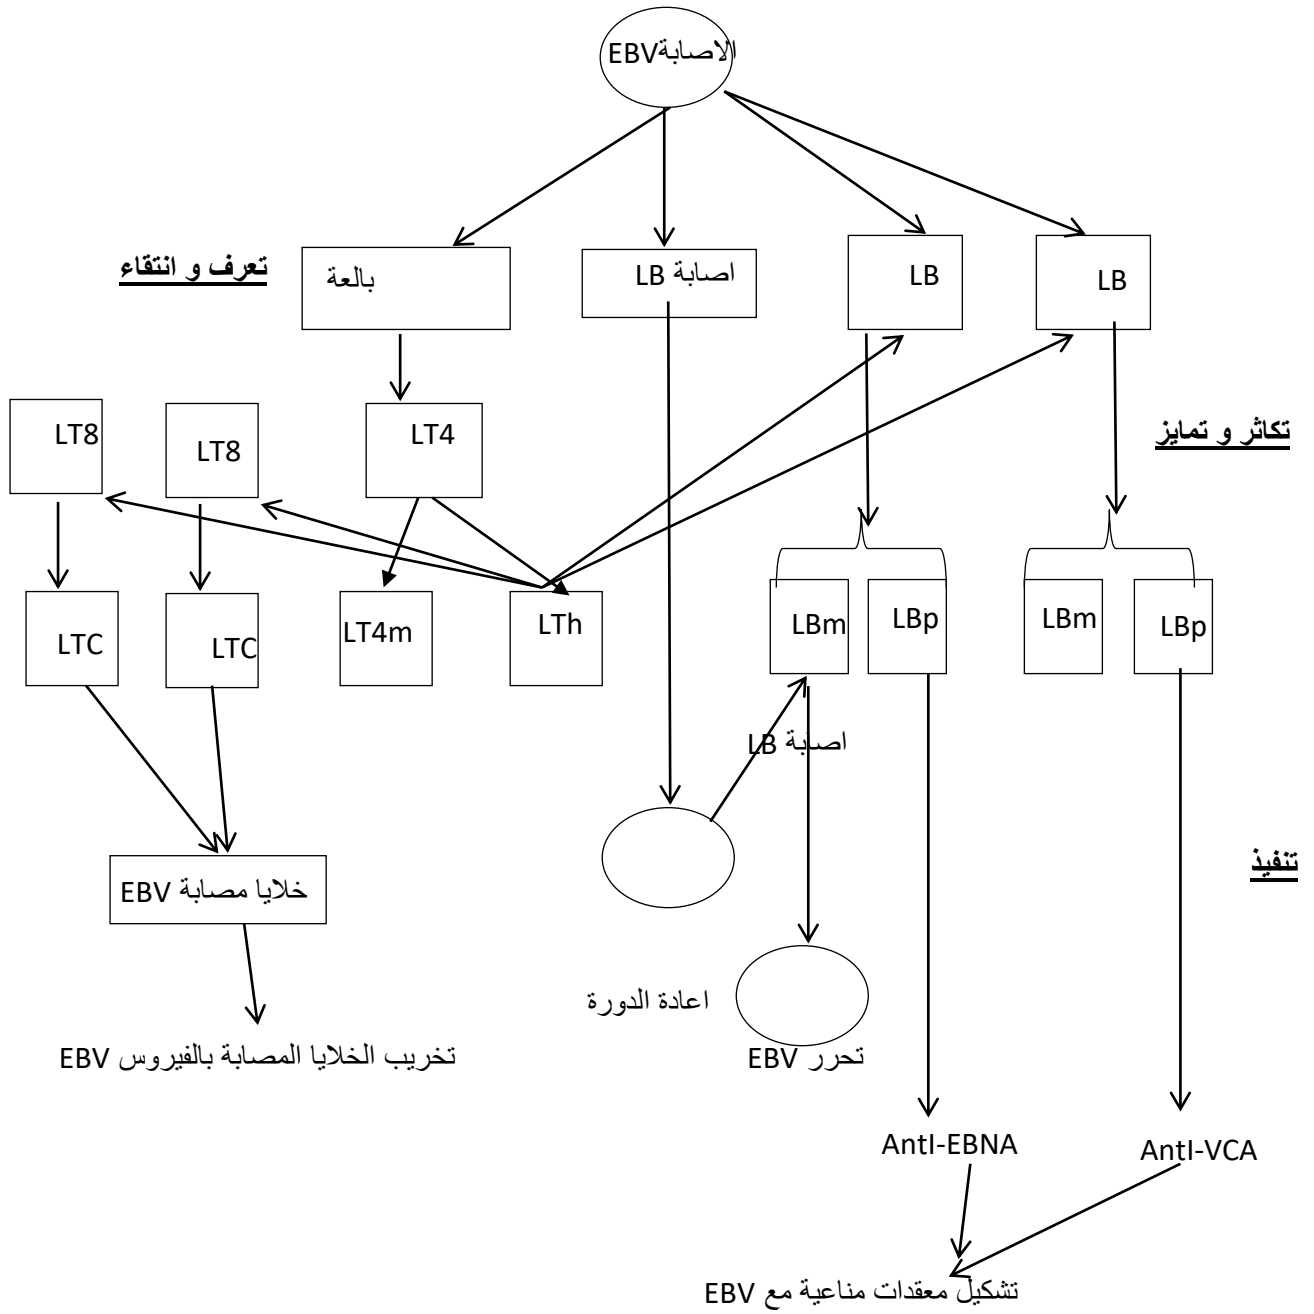 الاصابةEBV
تعرف و انتقاء
بالعة
اصابة LB
LB
LB
LT8
LT8
LT4
تكاثر و تمايز
LTC
LTC
LT4m
LTh
LBm
LBp
LBm
LBp
اصابة LB
خلايا مصابة EBV
تنفيذ
اعادة الدورة
تحرر EBV
تخريب الخلايا المصابة بالفيروس EBV
AntI-EBNA
AntI-VCA
تشكيل معقدات مناعية مع EBV